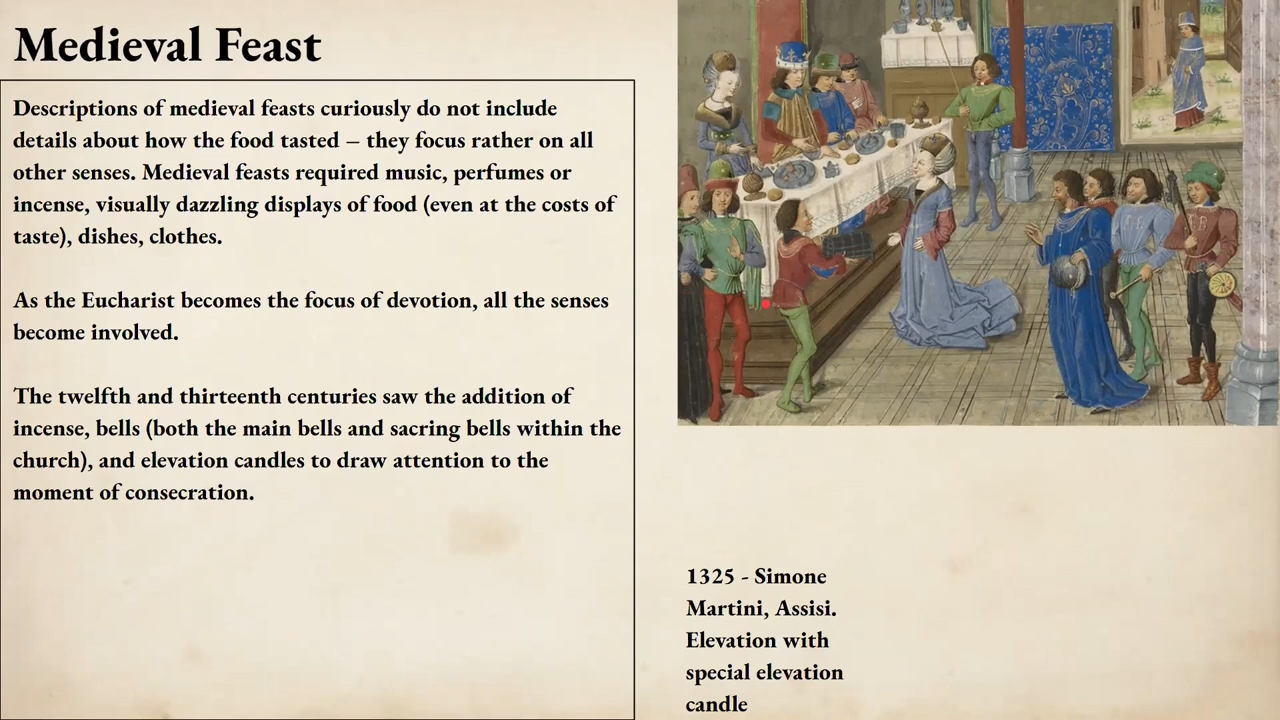 Medieval Feast
Descriptions of medieval feasts curiously do not include
details about how the food tasted – they focus rather on all
other senses. Medieval feasts required music, perfumes or
incense, visually dazzling displays of food (even at the costs of
taste), dishes, clothes.
As the Eucharist becomes the focus of devotion, all the senses
become involved.
The twelfth and thirteenth centuries saw the addition of
incense, bells (both the main bells and sacring bells within the
church), and elevation candles to draw attention to the
moment of consecration.
1325 - Simone
Martini, Assisi.
Elevation with
special elevation
candle